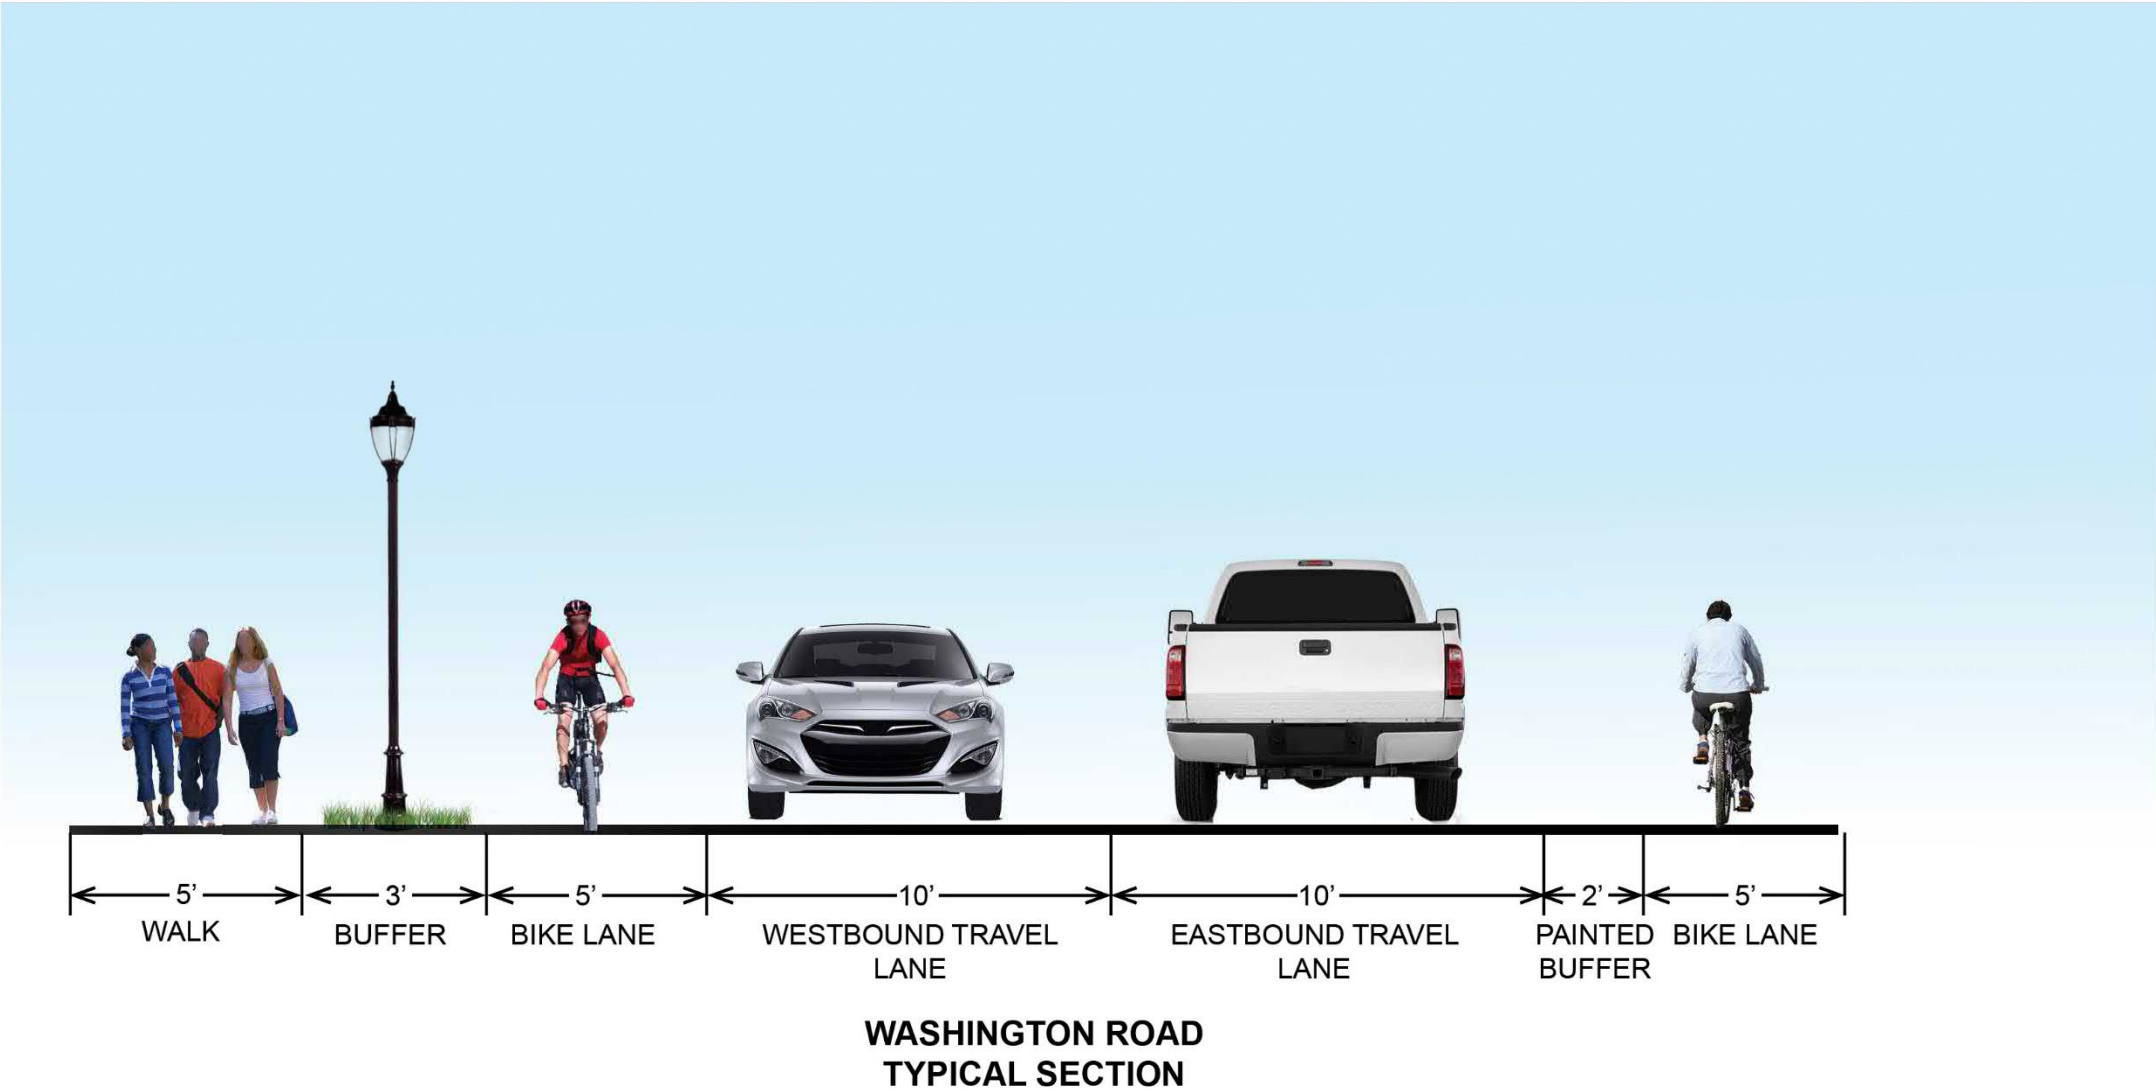 5’
3’
5’
10’
10’
2’
5’
WALK
BUFFER
BIKE LANE
WESTBOUND TRAVEL
LANE
EASTBOUND TRAVEL
LANE
PAINTED
BUFFER
BIKE LANE
WASHINGTON ROAD
TYPICAL SECTION